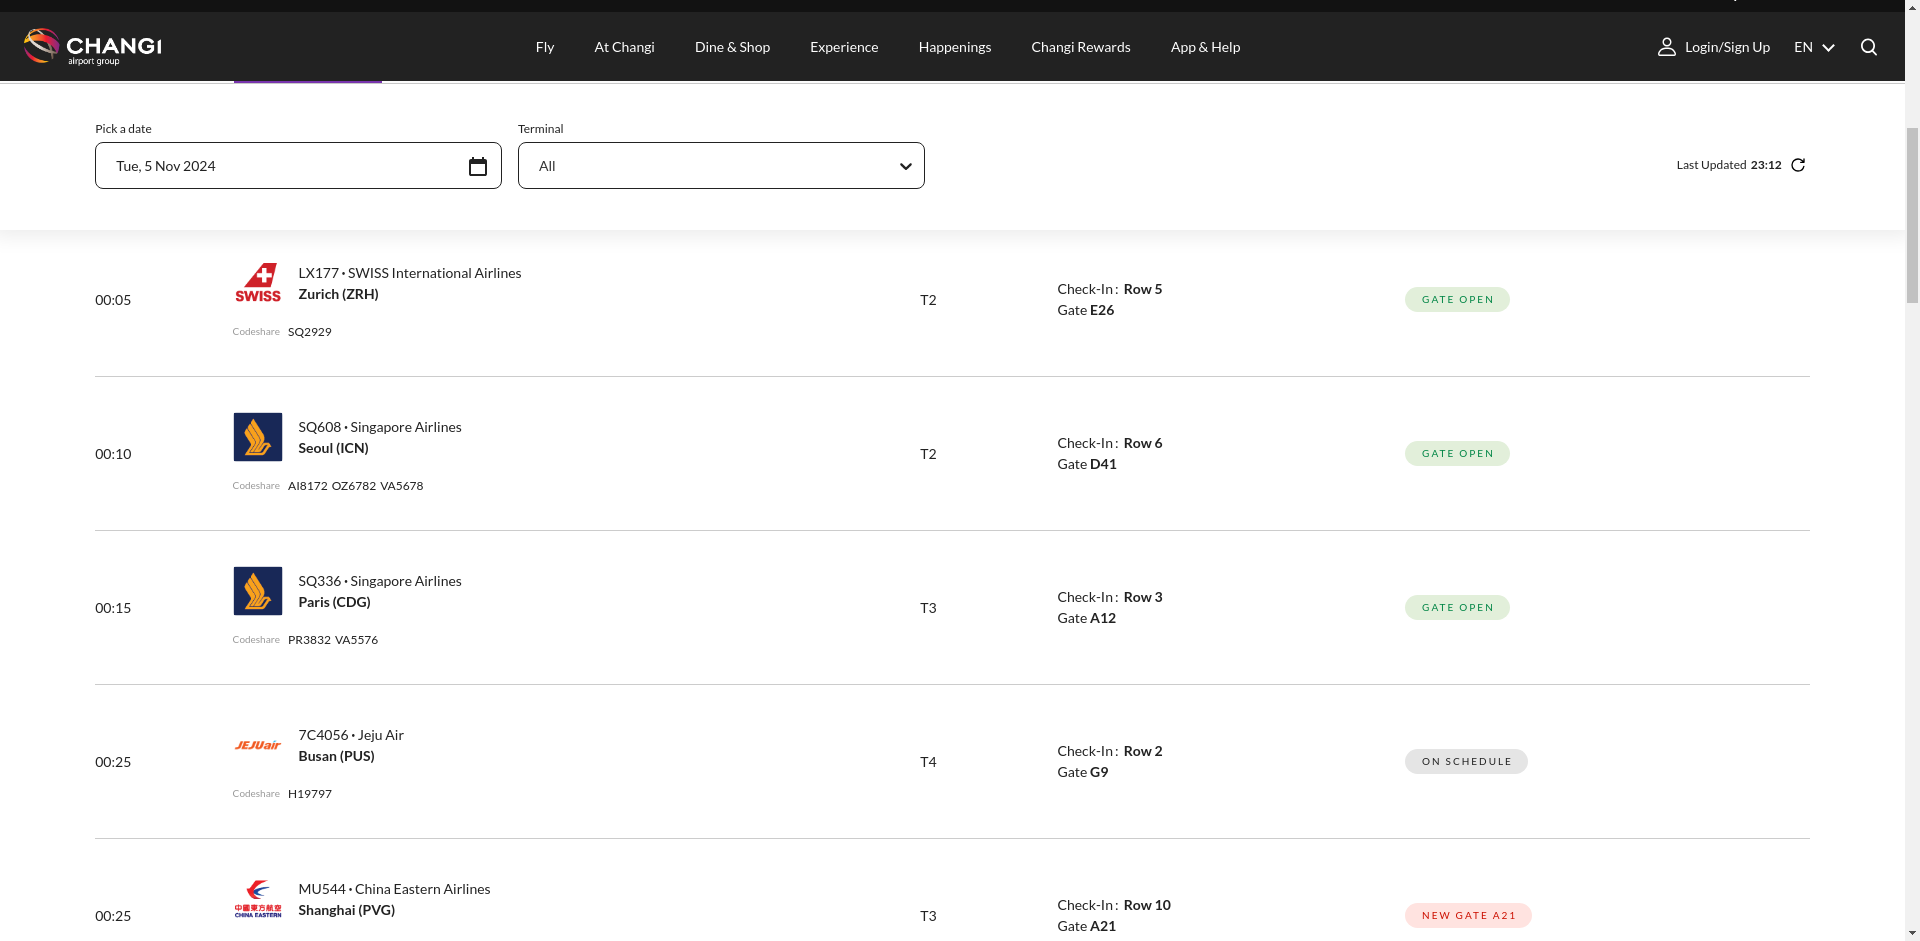 CHANGI
airport group
Fly
At Changi
Dine & Shop
Experience
Happenings
Changi Rewards
App & Help
Login/Sign Up
EN
Pick a date
Tue, 5 Nov 2024
Terminal
All
Last Updated 23:12
00:05
SWISS
LX177 • SWISS International Airlines
Zurich (ZRH)
Codeshare SQ2929
T2
Check-In : Row 5
Gate E26
GATE OPEN
00:10
SQ608 • Singapore Airlines
Seoul (ICN)
Codeshare AI8172 OZ6782 VA5678
T2
Check-In : Row 6
Gate D41
GATE OPEN
00:15
SQ336 • Singapore Airlines
Paris (CDG)
Codeshare PR3832 VA5576
T3
Check-In : Row 3
Gate A12
GATE OPEN
00:25
JEJUair
7C4056 • Jeju Air
Busan (PUS)
Codeshare H19797
T4
Check-In : Row 2
Gate G9
ON SCHEDULE
00:25
中國東方航空
CHINA EASTERN
MU544 • China Eastern Airlines
Shanghai (PVG)
T3
Check-In : Row 10
Gate A21
NEW GATE A21